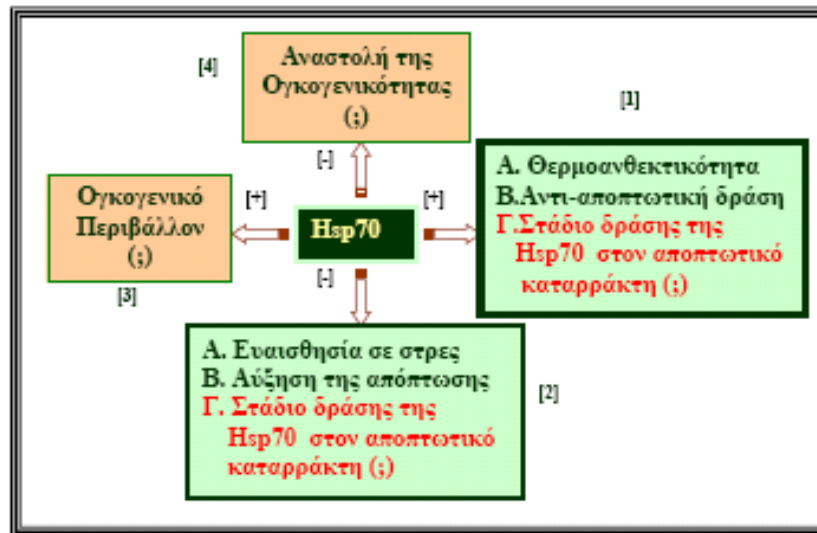 [4]
Αναστολή της
Ογκογενικότητας
(;)
[1]
[-]
Ογκογενικό
Περιβάλλον
(;)
[3]
[+]
Hsp70
[+]
Α. Θερμοανθεκτικότητα
Β.Αντι-αποπτωτική δράση
Γ.Στάδιο δράσης της
Hsp70 στον αποπτωτικό
καταρράκτη (;)
[-]
Α. Ευαισθησία σε στρες
Β. Αύξηση της απόπτωσης
Γ. Στάδιο δράσης της
Hsp70 στον αποπτωτικό
καταρράκτη (;)
[2]